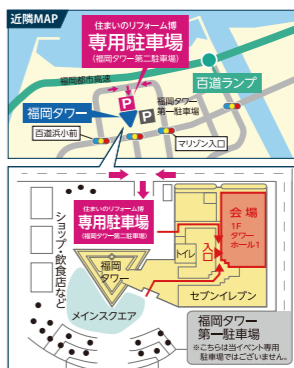 近隣MAP
住まいのリフォーム博
専用駐車場
(福岡タワー第二駐車場)
福岡都市高速
百道ランプ
P
P
福岡タワー
第一駐車場
福岡タワー
百道浜小前
マリゾン入口
住まいのリフォーム博
専用駐車場
(福岡タワー第二駐車場)
会場
1F
タワー
ホール1
入口
トイレ
ショップ・飲食店など
福岡
タワー
セブンイレブン
メインスクエア
福岡タワー
第一駐車場
※こちらは当イベント専用
駐車場ではございません。